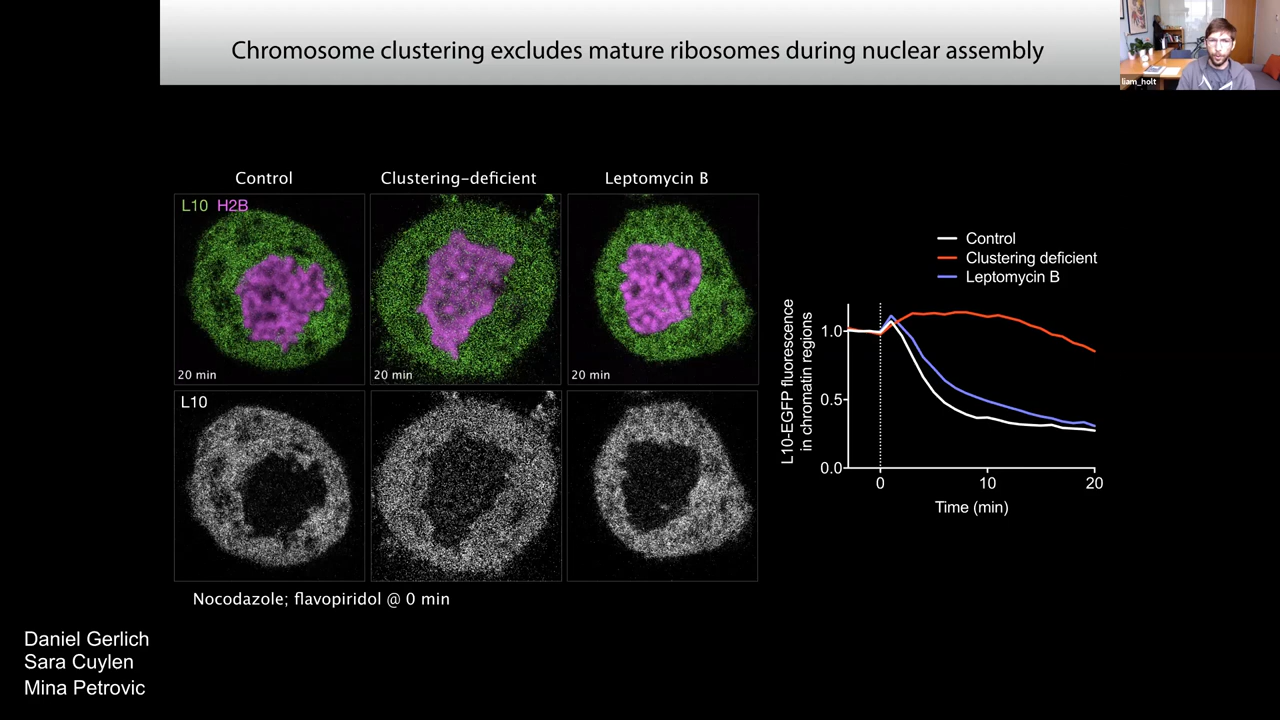 Chromosome clustering excludes mature ribosomes during nuclear assembly
liam_holt
Control
Clustering-deficient
Leptomycin B
L10 H2B
20 min
20 min
20 min
L10
Nocodazole; flavopiridol @ 0 min
Control
Clustering deficient
Leptomycin B
L10-EGFP fluorescence
in chromatin regions
1.0
0.5
0.0
0 10 20
Time (min)
Daniel Gerlich
Sara Cuylen
Mina Petrovic